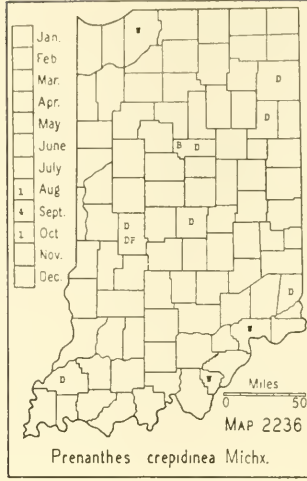 Jan.
Feb
Mar.
Apr.
May
June
July
1 Aug
4 Sept.
1 Oct
Nov.
Dec.
W
D
D
B D
D D
DF
D
W
D W
Miles
0 50
MAP 2236
Prenanthes crepidinea Michx.